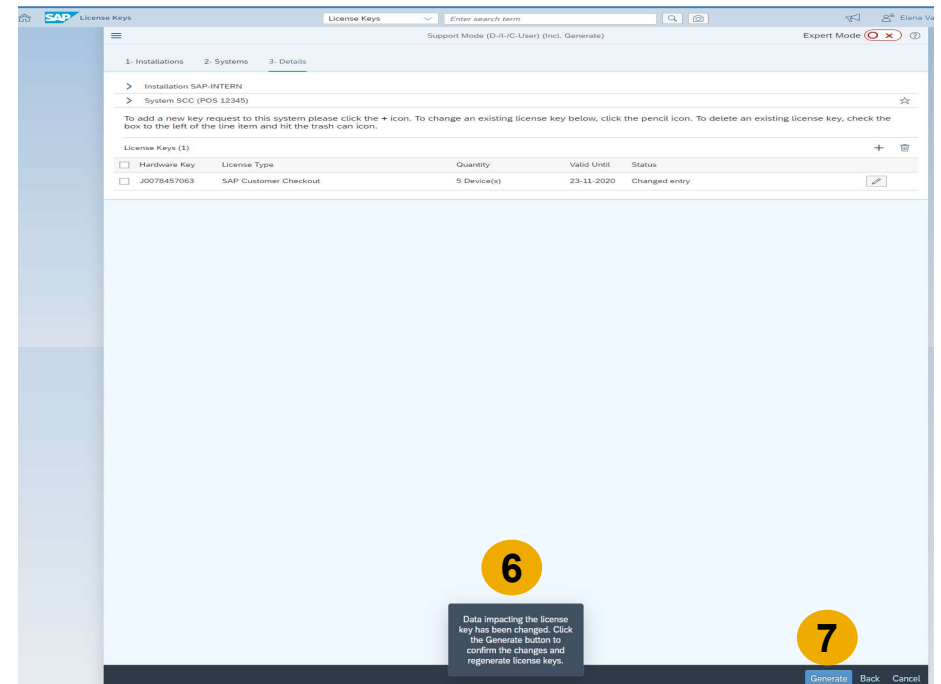 SAP License Keys License Keys Enter search term Elena Va
Support Mode (D-/I-/C-User) (Incl. Generate) Expert Mode
1- Installations 2- Systems 3- Details
Installation SAP-INTERN
System SCC (POS 12345)
To add a new key request to this system please click the + icon. To change an existing license key below, click the pencil icon. To delete an existing license key, check the
box to the left of the line item and hit the trash can icon.
License Keys (1)
Hardware Key License Type Quantity Valid Until Status
J0078457063 SAP Customer Checkout 5 Device(s) 23-11-2020 Changed entry
6
Data impacting the license
key has been changed. Click
the Generate button to
confirm the changes and
regenerate license keys.
7
Generate Back Cancel